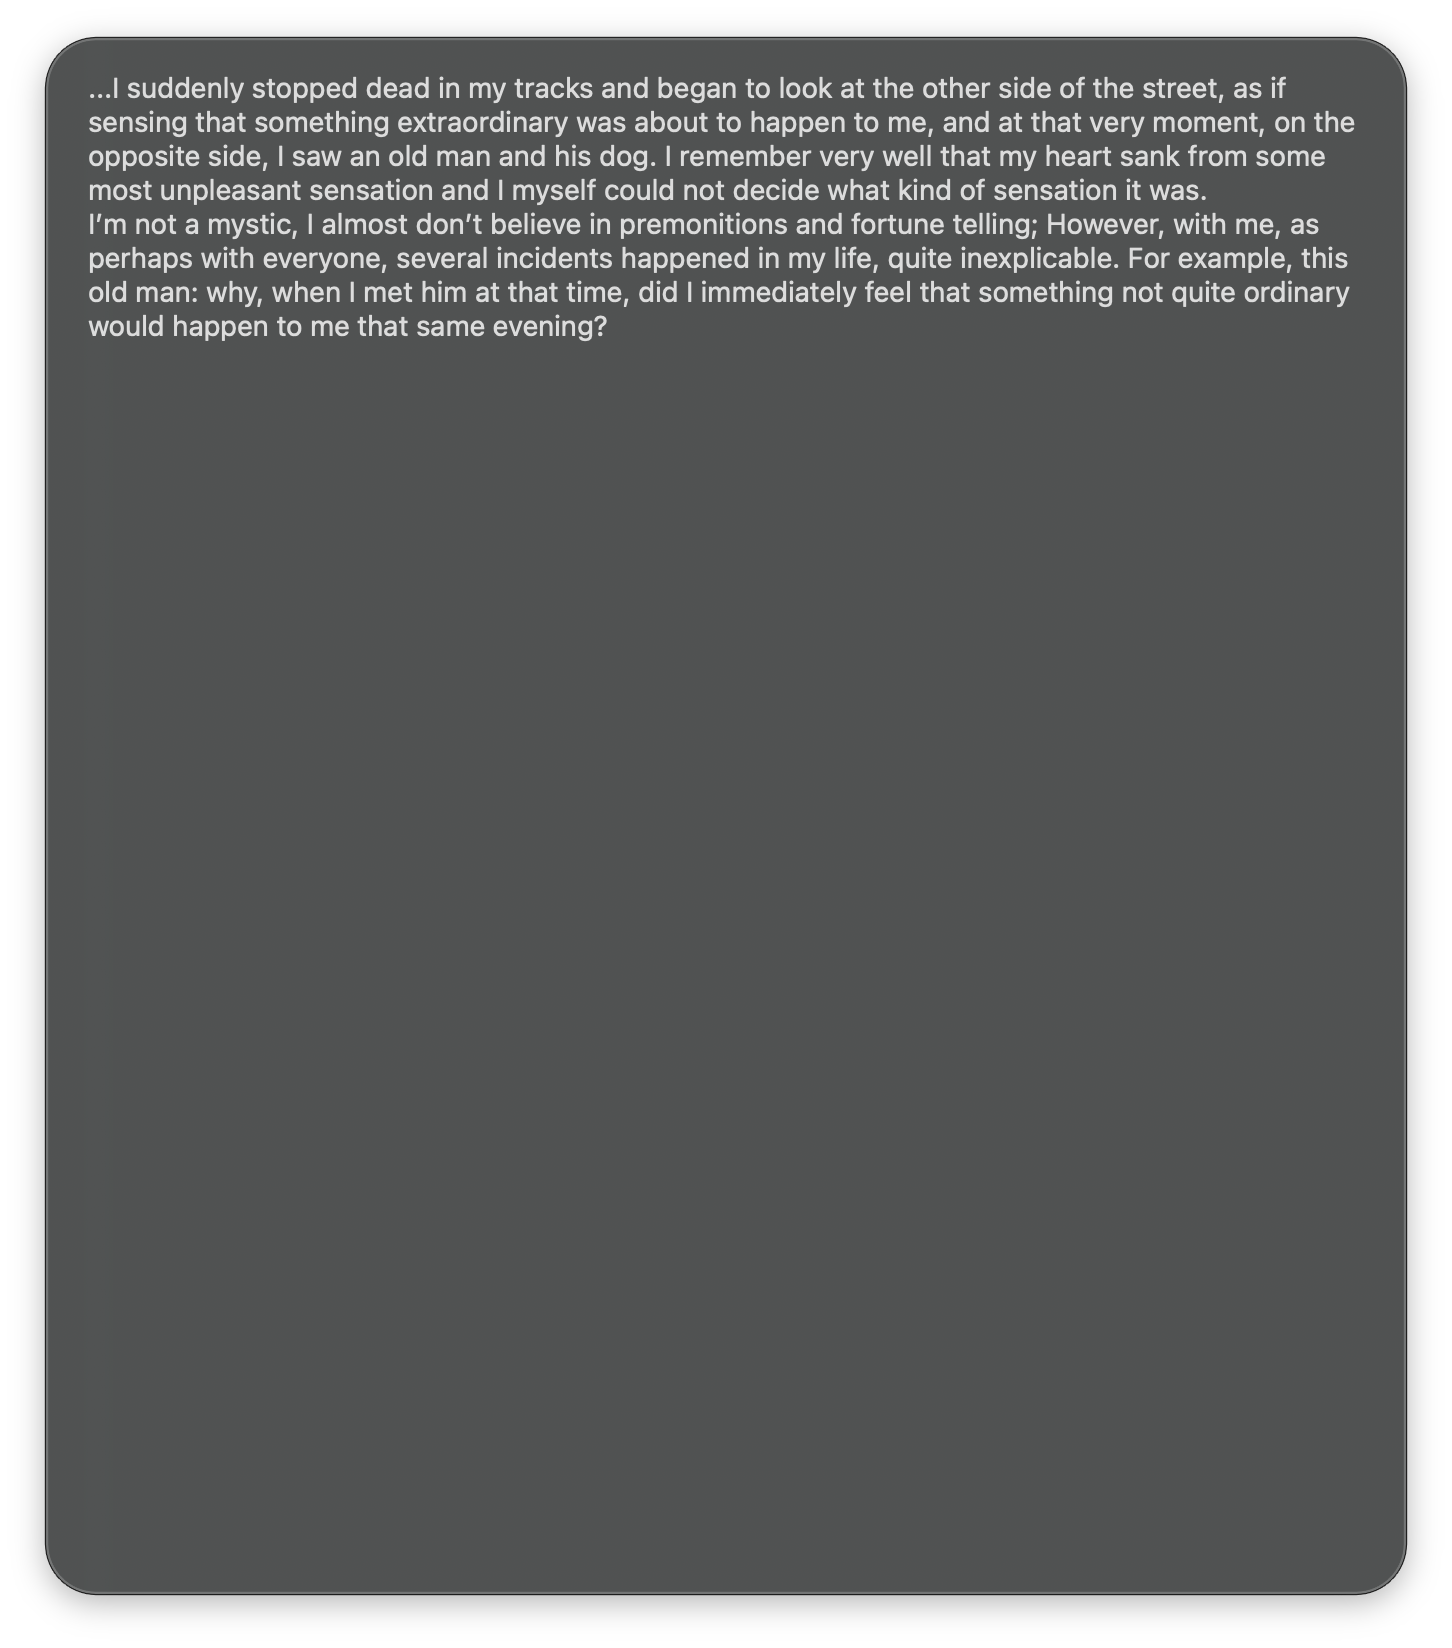 ...I suddenly stopped dead in my tracks and began to look at the other side of the street, as if
sensing that something extraordinary was about to happen to me, and at that very moment, on the
opposite side, I saw an old man and his dog. I remember very well that my heart sank from some
most unpleasant sensation and I myself could not decide what kind of sensation it was.
I’m not a mystic, I almost don’t believe in premonitions and fortune telling; However, with me, as
perhaps with everyone, several incidents happened in my life, quite inexplicable. For example, this
old man: why, when I met him at that time, did I immediately feel that something not quite ordinary
would happen to me that same evening?